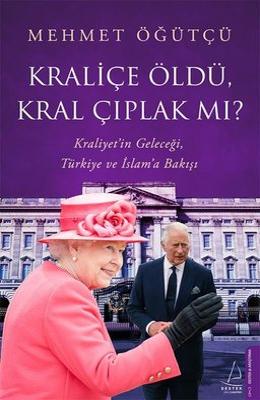 MEHMET ÖĞÜTÇÜ
KRALİÇE ÖLDÜ,
KRAL ÇIPLAK MI?
Kraliyet'in Geleceği,
Türkiye ve İslam'a Bakışı
DESTEK